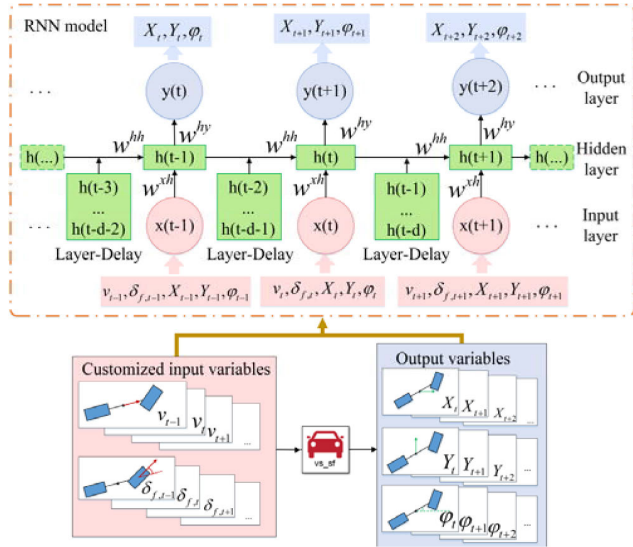 RNN model
X_t, Y_t, φ_t
X_{t+1}, Y_{t+1}, φ_{t+1}
X_{t+2}, Y_{t+2}, φ_{t+2}
... y(t) y(t+1) y(t+2) ... Output layer
w^{hy} w^{hy} w^{hy}
w^{hh} w^{hh} w^{hh}
h(...) h(t-1) h(t) h(t+1) h(...) Hidden layer
w^{xh} w^{xh} w^{xh}
h(t-3) ... h(t-d-2)
h(t-2) ... h(t-d-1)
h(t-1) ... h(t-d)
... x(t-1) x(t) x(t+1) ... Input layer
Layer-Delay Layer-Delay Layer-Delay
v_{t-1}, δ_{f,t-1}, X_{t-1}, Y_{t-1}, φ_{t-1}
v_t, δ_{f,t}, X_t, Y_t, φ_t
v_{t+1}, δ_{f,t+1}, X_{t+1}, Y_{t+1}, φ_{t+1}
Customized input variables
v_{t-1} v_t v_{t+1} ...
δ_{f,t-1} δ_{f,t} δ_{f,t+1} ...
vs_sf
Output variables
X_t X_{t+1} X_{t+2} ...
Y_t Y_{t+1} Y_{t+2} ...
φ_t φ_{t+1} φ_{t+2} ...